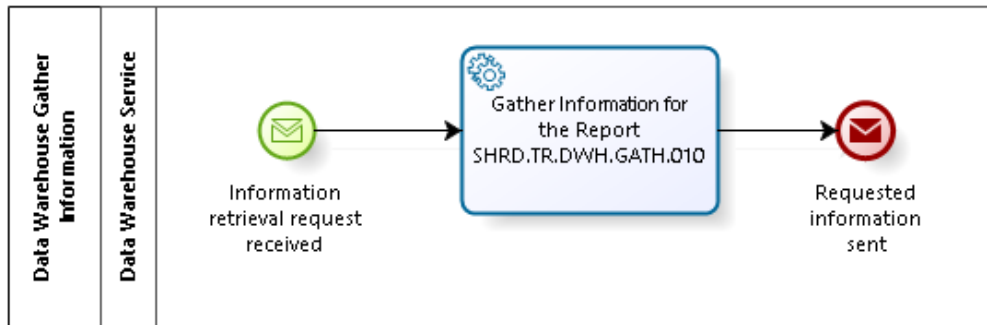 Data Warehouse Gather
Information
Data Warehouse Service
Information
retrieval request
received
Gather Information for
the Report
SHRD.TR.DWH.GATH.010
Requested
information
sent